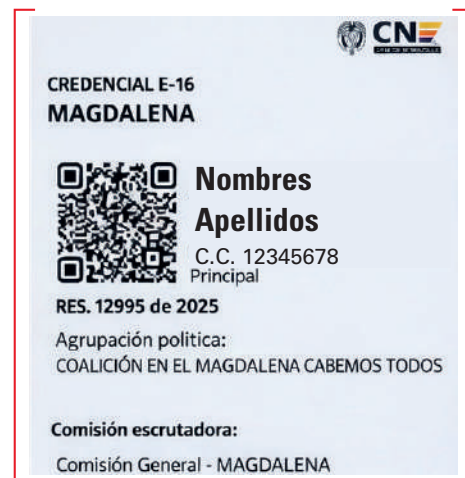 CNE
CREDENCIAL E-16
MAGDALENA
Nombres
Apellidos
C.C. 12345678
Principal
RES. 12995 de 2025
Agrupación politica:
COALICIÓN EN EL MAGDALENA CABEMOS TODOS
Comisión escrutadora:
Comisión General - MAGDALENA